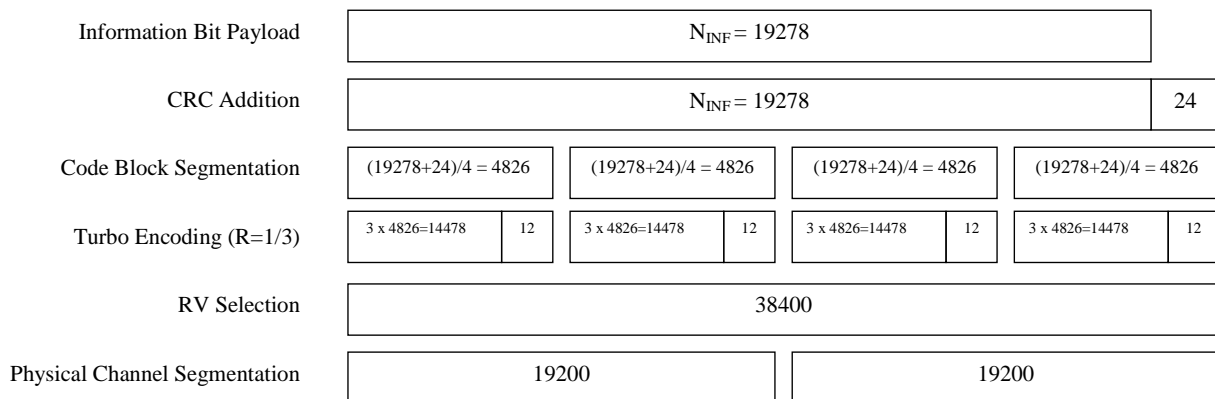 Information Bit Payload
N_INF = 19278
CRC Addition
N_INF = 19278
24
Code Block Segmentation
(19278+24)/4 = 4826
(19278+24)/4 = 4826
(19278+24)/4 = 4826
(19278+24)/4 = 4826
Turbo Encoding (R=1/3)
3 x 4826=14478
12
3 x 4826=14478
12
3 x 4826=14478
12
3 x 4826=14478
12
RV Selection
38400
Physical Channel Segmentation
19200
19200